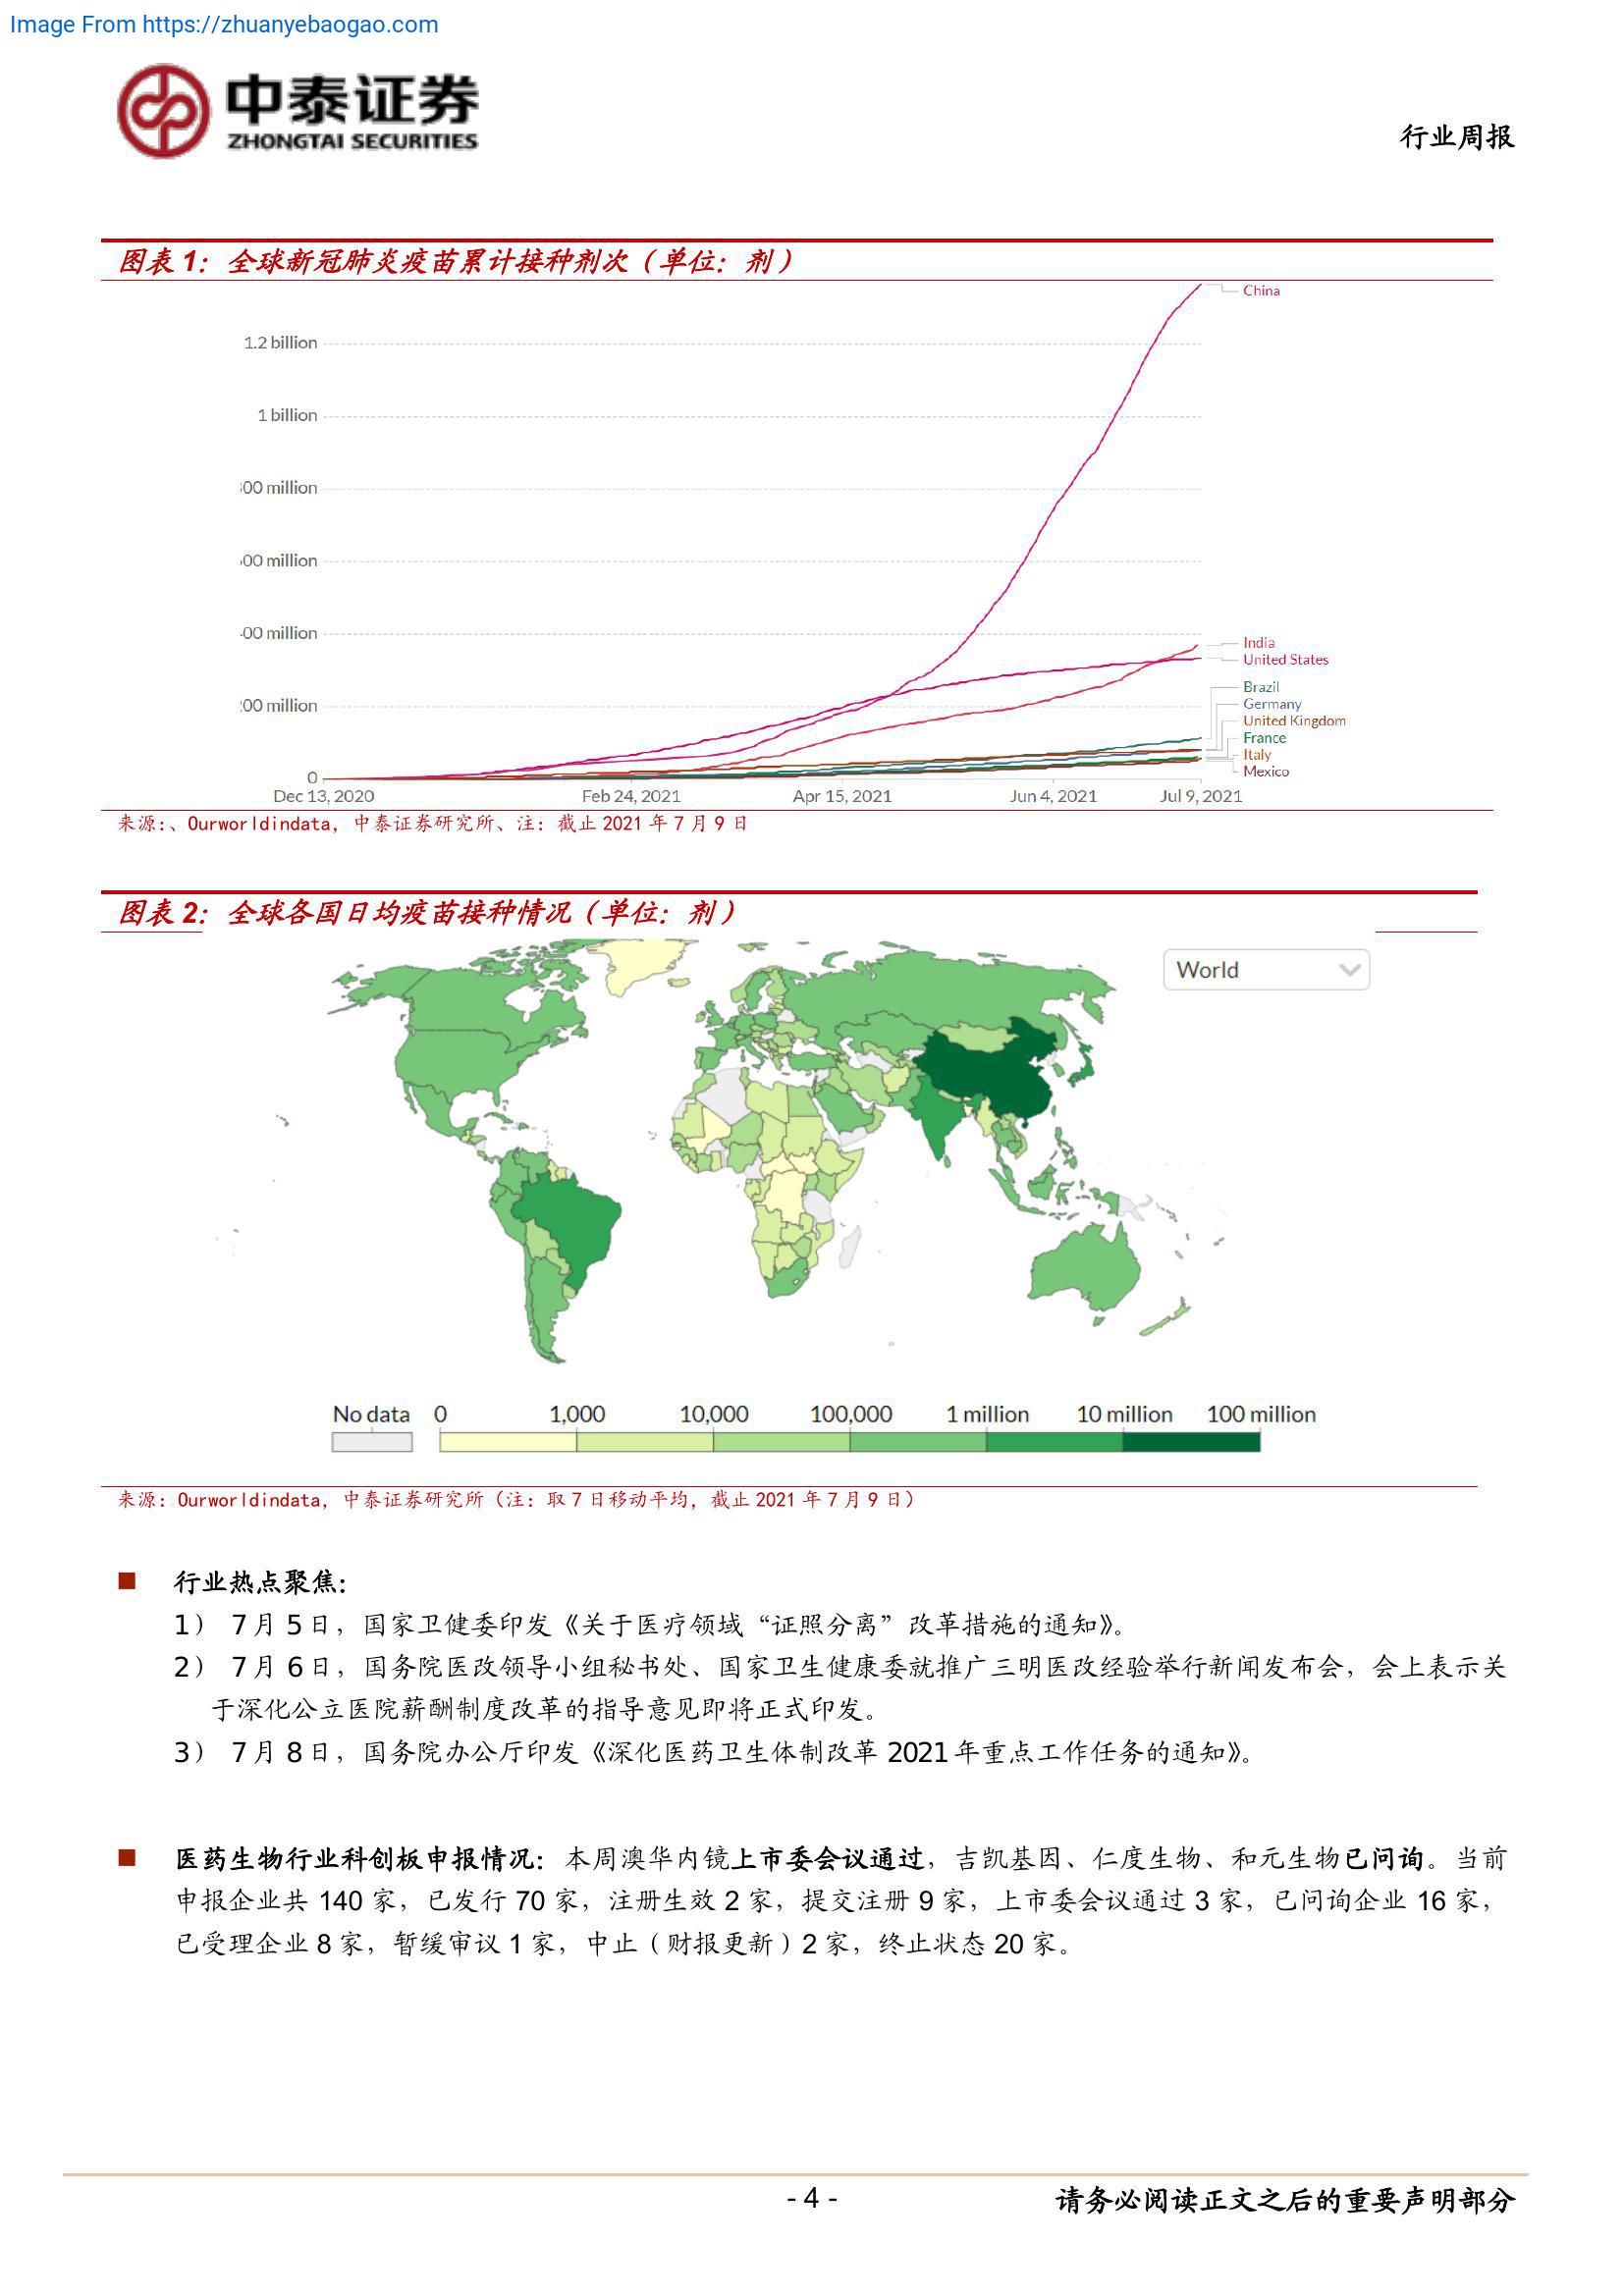 Image From https://zhuanyebaogao.com
中泰证券
ZHONGTAI SECURITIES
行业周报
图表 1：全球新冠肺炎疫苗累计接种剂次（单位：剂）
China
1.2 billion
1 billion
00 million
00 million
00 million
India
United States
00 million
Brazil
Germany
United Kingdom
France
Italy
Mexico
0
Dec 13, 2020 Feb 24, 2021 Apr 15, 2021 Jun 4, 2021 Jul 9, 2021
来源:、Ourworldindata，中泰证券研究所、注：截止 2021 年 7 月 9 日
图表 2：全球各国日均疫苗接种情况（单位：剂）
World
No data 0 1,000 10,000 100,000 1 million 10 million 100 million
来源：Ourworldindata，中泰证券研究所（注：取 7 日移动平均，截止 2021 年 7 月 9 日）
■ 行业热点聚焦：
1） 7 月 5 日，国家卫健委印发《关于医疗领域“证照分离”改革措施的通知》。
2） 7 月 6 日，国务院医改领导小组秘书处、国家卫生健康委就推广三明医改经验举行新闻发布会，会上表示关
于深化公立医院薪酬制度改革的指导意见即将正式印发。
3） 7 月 8 日，国务院办公厅印发《深化医药卫生体制改革 2021 年重点工作任务的通知》。
■ 医药生物行业科创板申报情况：本周澳华内镜上市委会议通过，吉凯基因、仁度生物、和元生物已问询。当前
申报企业共 140 家，已发行 70 家，注册生效 2 家，提交注册 9 家，上市委会议通过 3 家，已问询企业 16 家，
已受理企业 8 家，暂缓审议 1 家，中止（财报更新）2 家，终止状态 20 家。
- 4 -
请务必阅读正文之后的重要声明部分